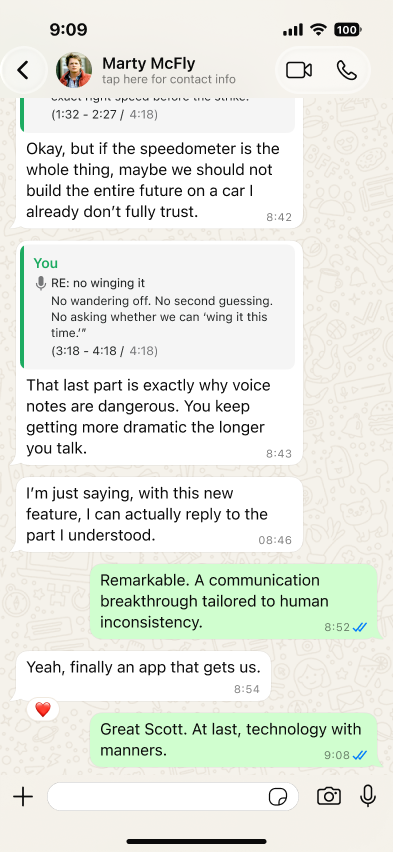 9:09
100
Marty McFly
tap here for contact info
exact right speed before the strike.
(1:32 - 2:27 / 4:18)
Okay, but if the speedometer is the
whole thing, maybe we should not
build the entire future on a car I
already don’t fully trust.
8:42
You
RE: no winging it
No wandering off. No second guessing.
No asking whether we can ‘wing it this
time.’”
(3:18 - 4:18 / 4:18)
That last part is exactly why voice
notes are dangerous. You keep
getting more dramatic the longer
you talk.
8:43
I’m just saying, with this new
feature, I can actually reply to the
part I understood.
08:46
Remarkable. A communication
breakthrough tailored to human
inconsistency.
8:52
Yeah, finally an app that gets us.
8:54
Great Scott. At last, technology with
manners.
9:08